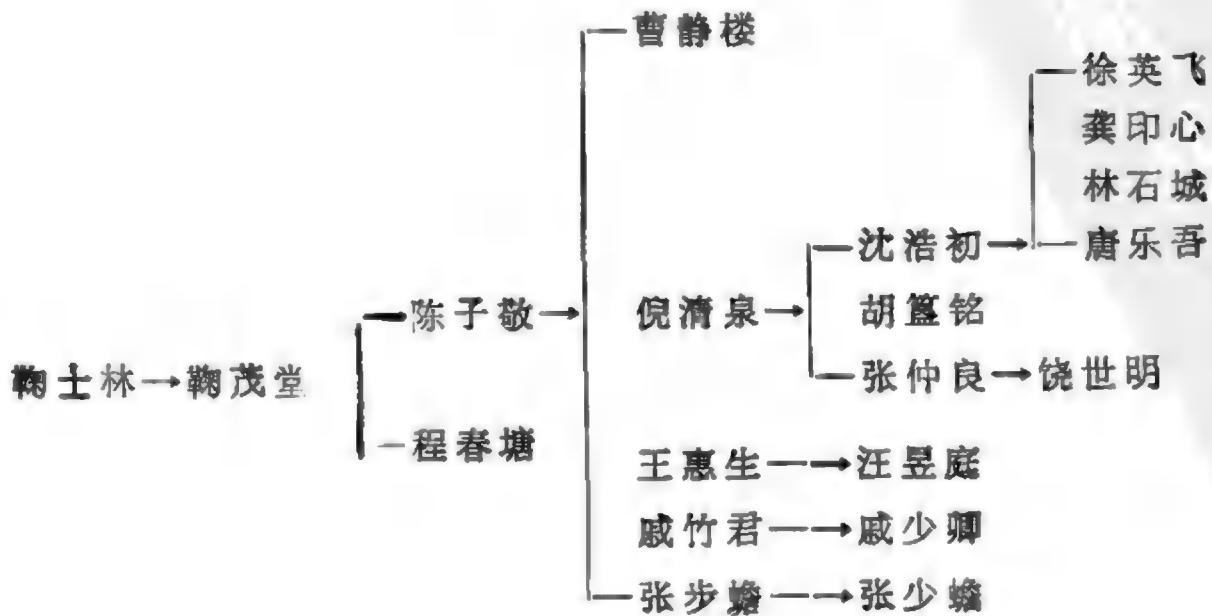 曹静楼
徐英飞
龚印心
林石城
沈浩初→唐乐吾
陈子敬→倪清泉→胡簋铭
鞠士林→鞠茂堂
张仲良→饶世明
程春塘
王惠生→汪昱庭
戚竹君→戚少卿
张步蟾→张少蟾